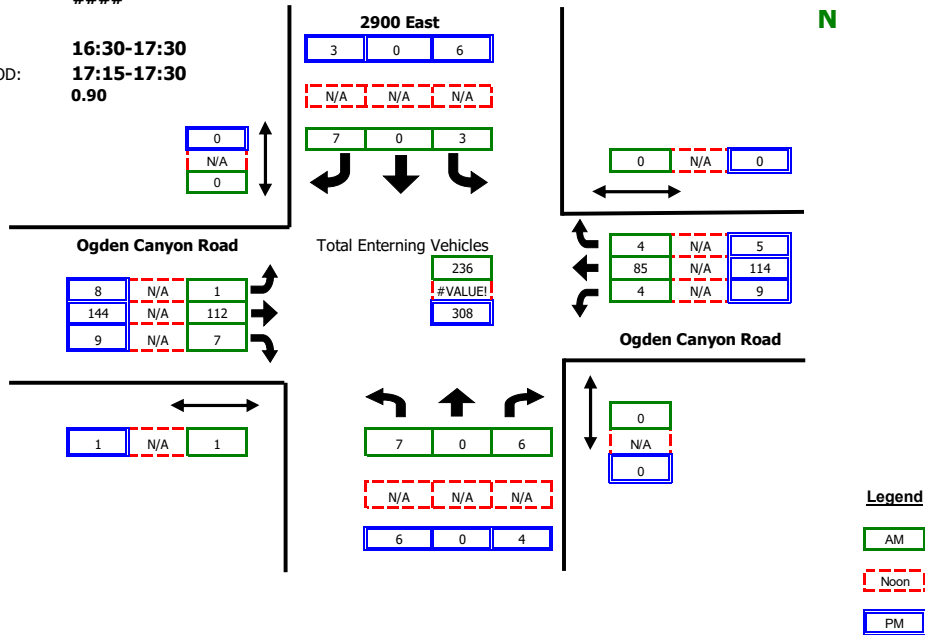 ####
2900 East
N
16:30-17:30
OD: 17:15-17:30
0.90
3 0 6
N/A N/A N/A
7 0 3
0
N/A
0
0 N/A 0
Ogden Canyon Road
Total Enterning Vehicles
236
#VALUE!
308
4 N/A 5
85 N/A 114
4 N/A 9
8 N/A 1
144 N/A 112
9 N/A 7
Ogden Canyon Road
1 N/A 1
7 0 6
N/A N/A N/A
6 0 4
0
N/A
0
Legend
AM
Noon
PM